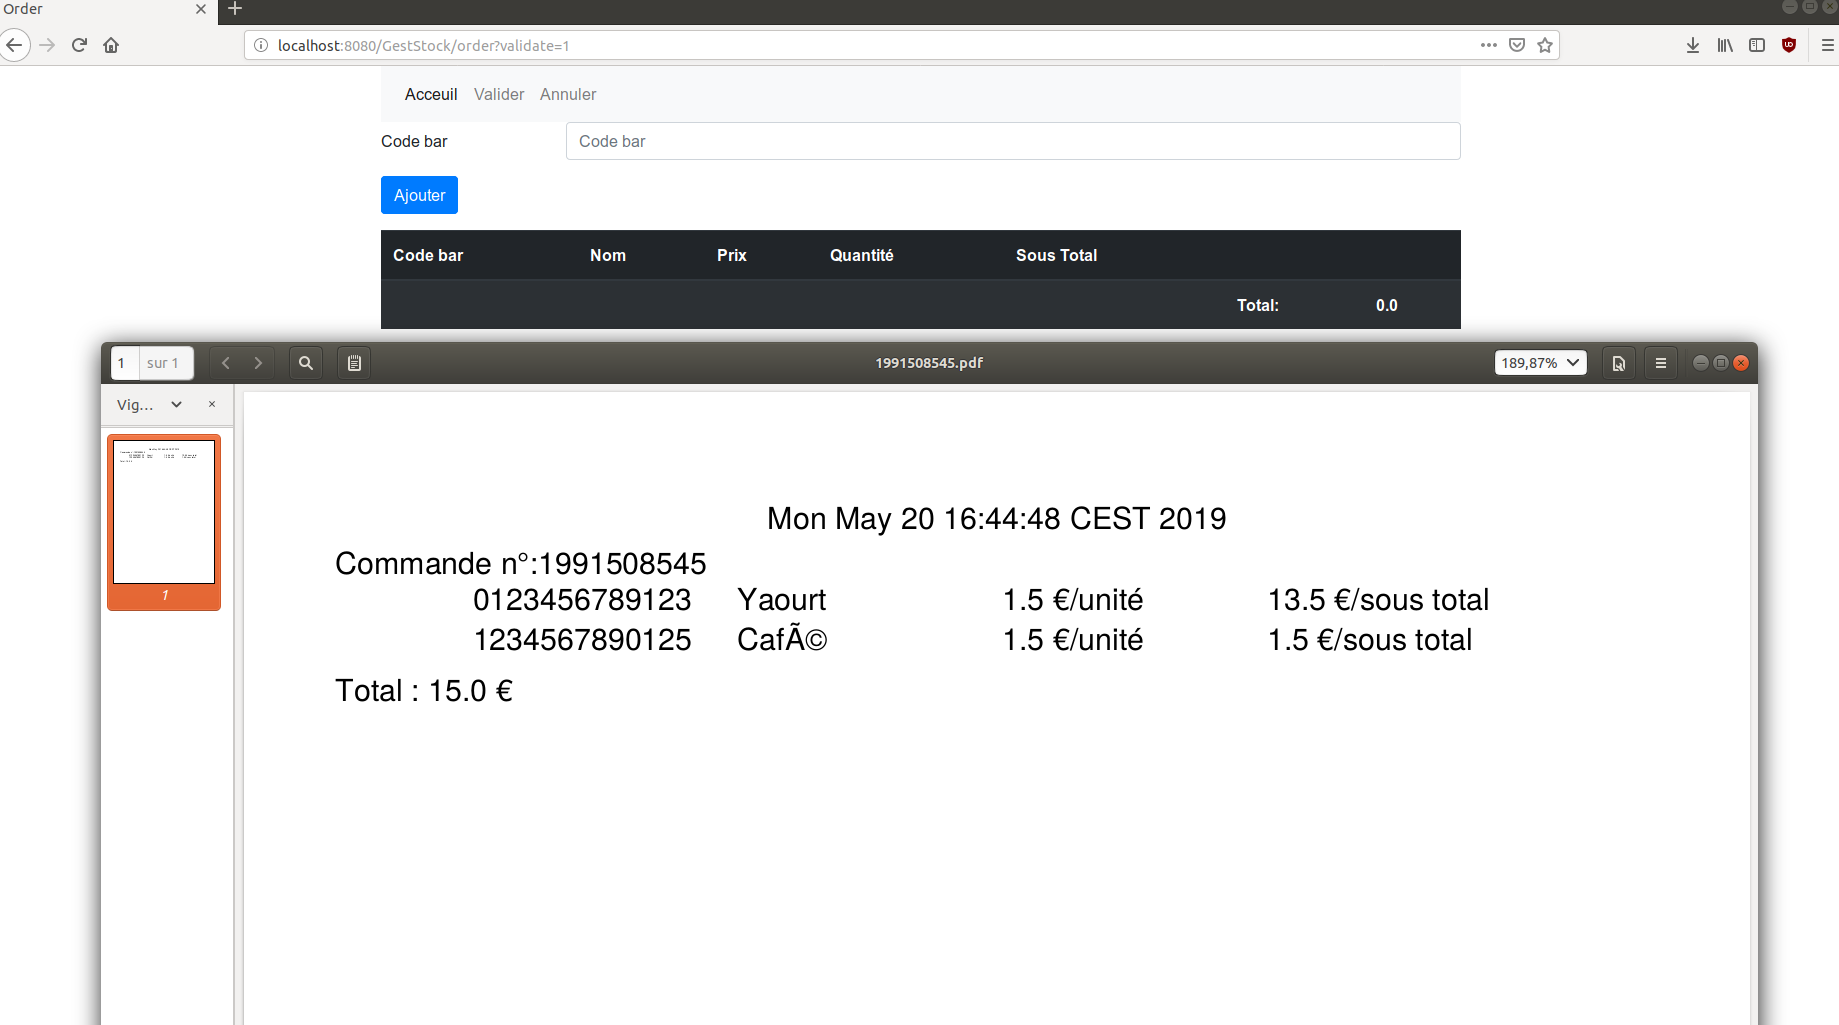 Order
localhost:8080/GestStock/order?validate=1
Acceuil Valider Annuler
Code bar Code bar
Ajouter
Code bar Nom Prix Quantité Sous Total
Total: 0.0
1 sur 1 1991508545.pdf 189,87%
Vig...
Mon May 20 16:44:48 CEST 2019
Commande n°:1991508545
0123456789123 Yaourt 1.5 €/unité 13.5 €/sous total
1234567890125 CafÃ© 1.5 €/unité 1.5 €/sous total
Total : 15.0 €
1